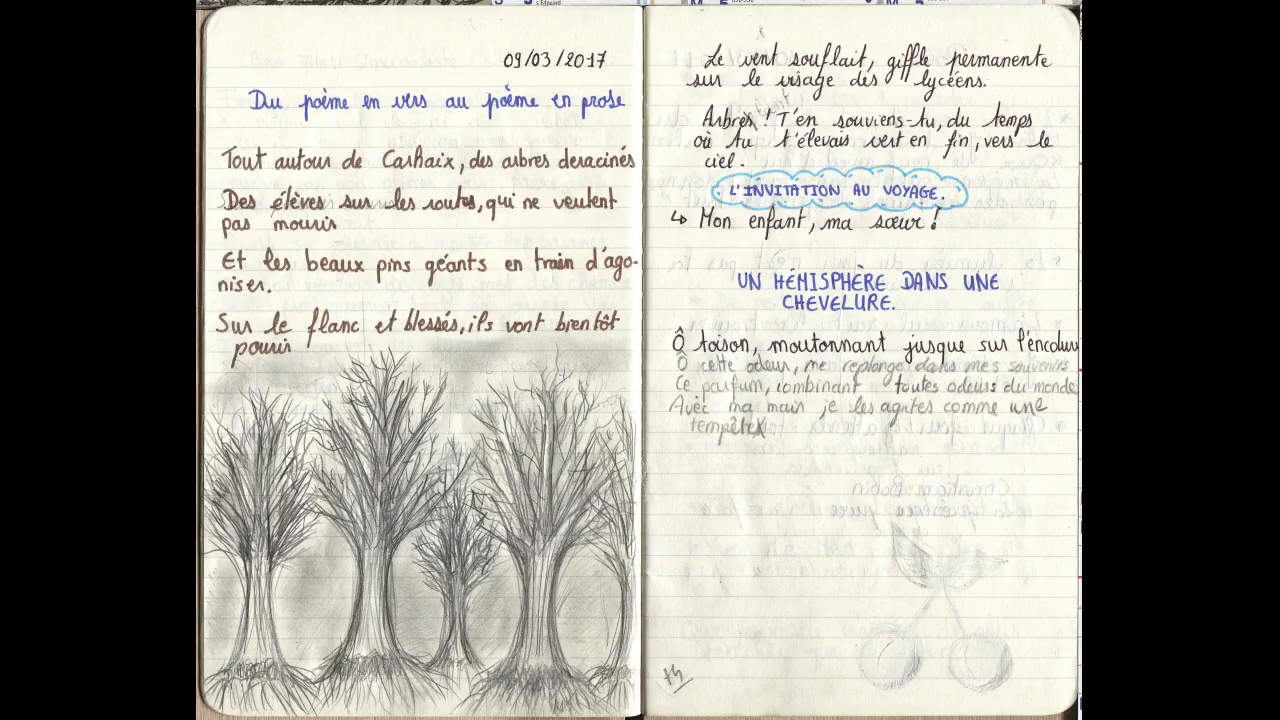 09/03/2017
Du poème en vers au poème en prose
Tout autour de Carhaix, des arbres deracinés
Des élèves sur les routes, qui ne veulent
pas mourir
Et les beaux pins géants en train d'ago-
niser.
Sur le flanc et blessés, ils vont bientôt
pourir
Le vent souflait, giffle permanente
sur le visage des lycéens.
Arbres ! T'en souviens-tu, du temps
où tu t'élevais vert en fin, vers le
ciel.
L'INVITATION AU VOYAGE.
↳ Mon enfant, ma sœur !
UN HÉMISPHÈRE DANS UNE
CHEVELURE.
Ô toison, moutonnant jusque sur l'encolure
Ô cette odeur, me replonge dans mes souvenirs
Ce parfum, combinant toutes odeurs du monde
Avec ma main je les agites comme une
tempête